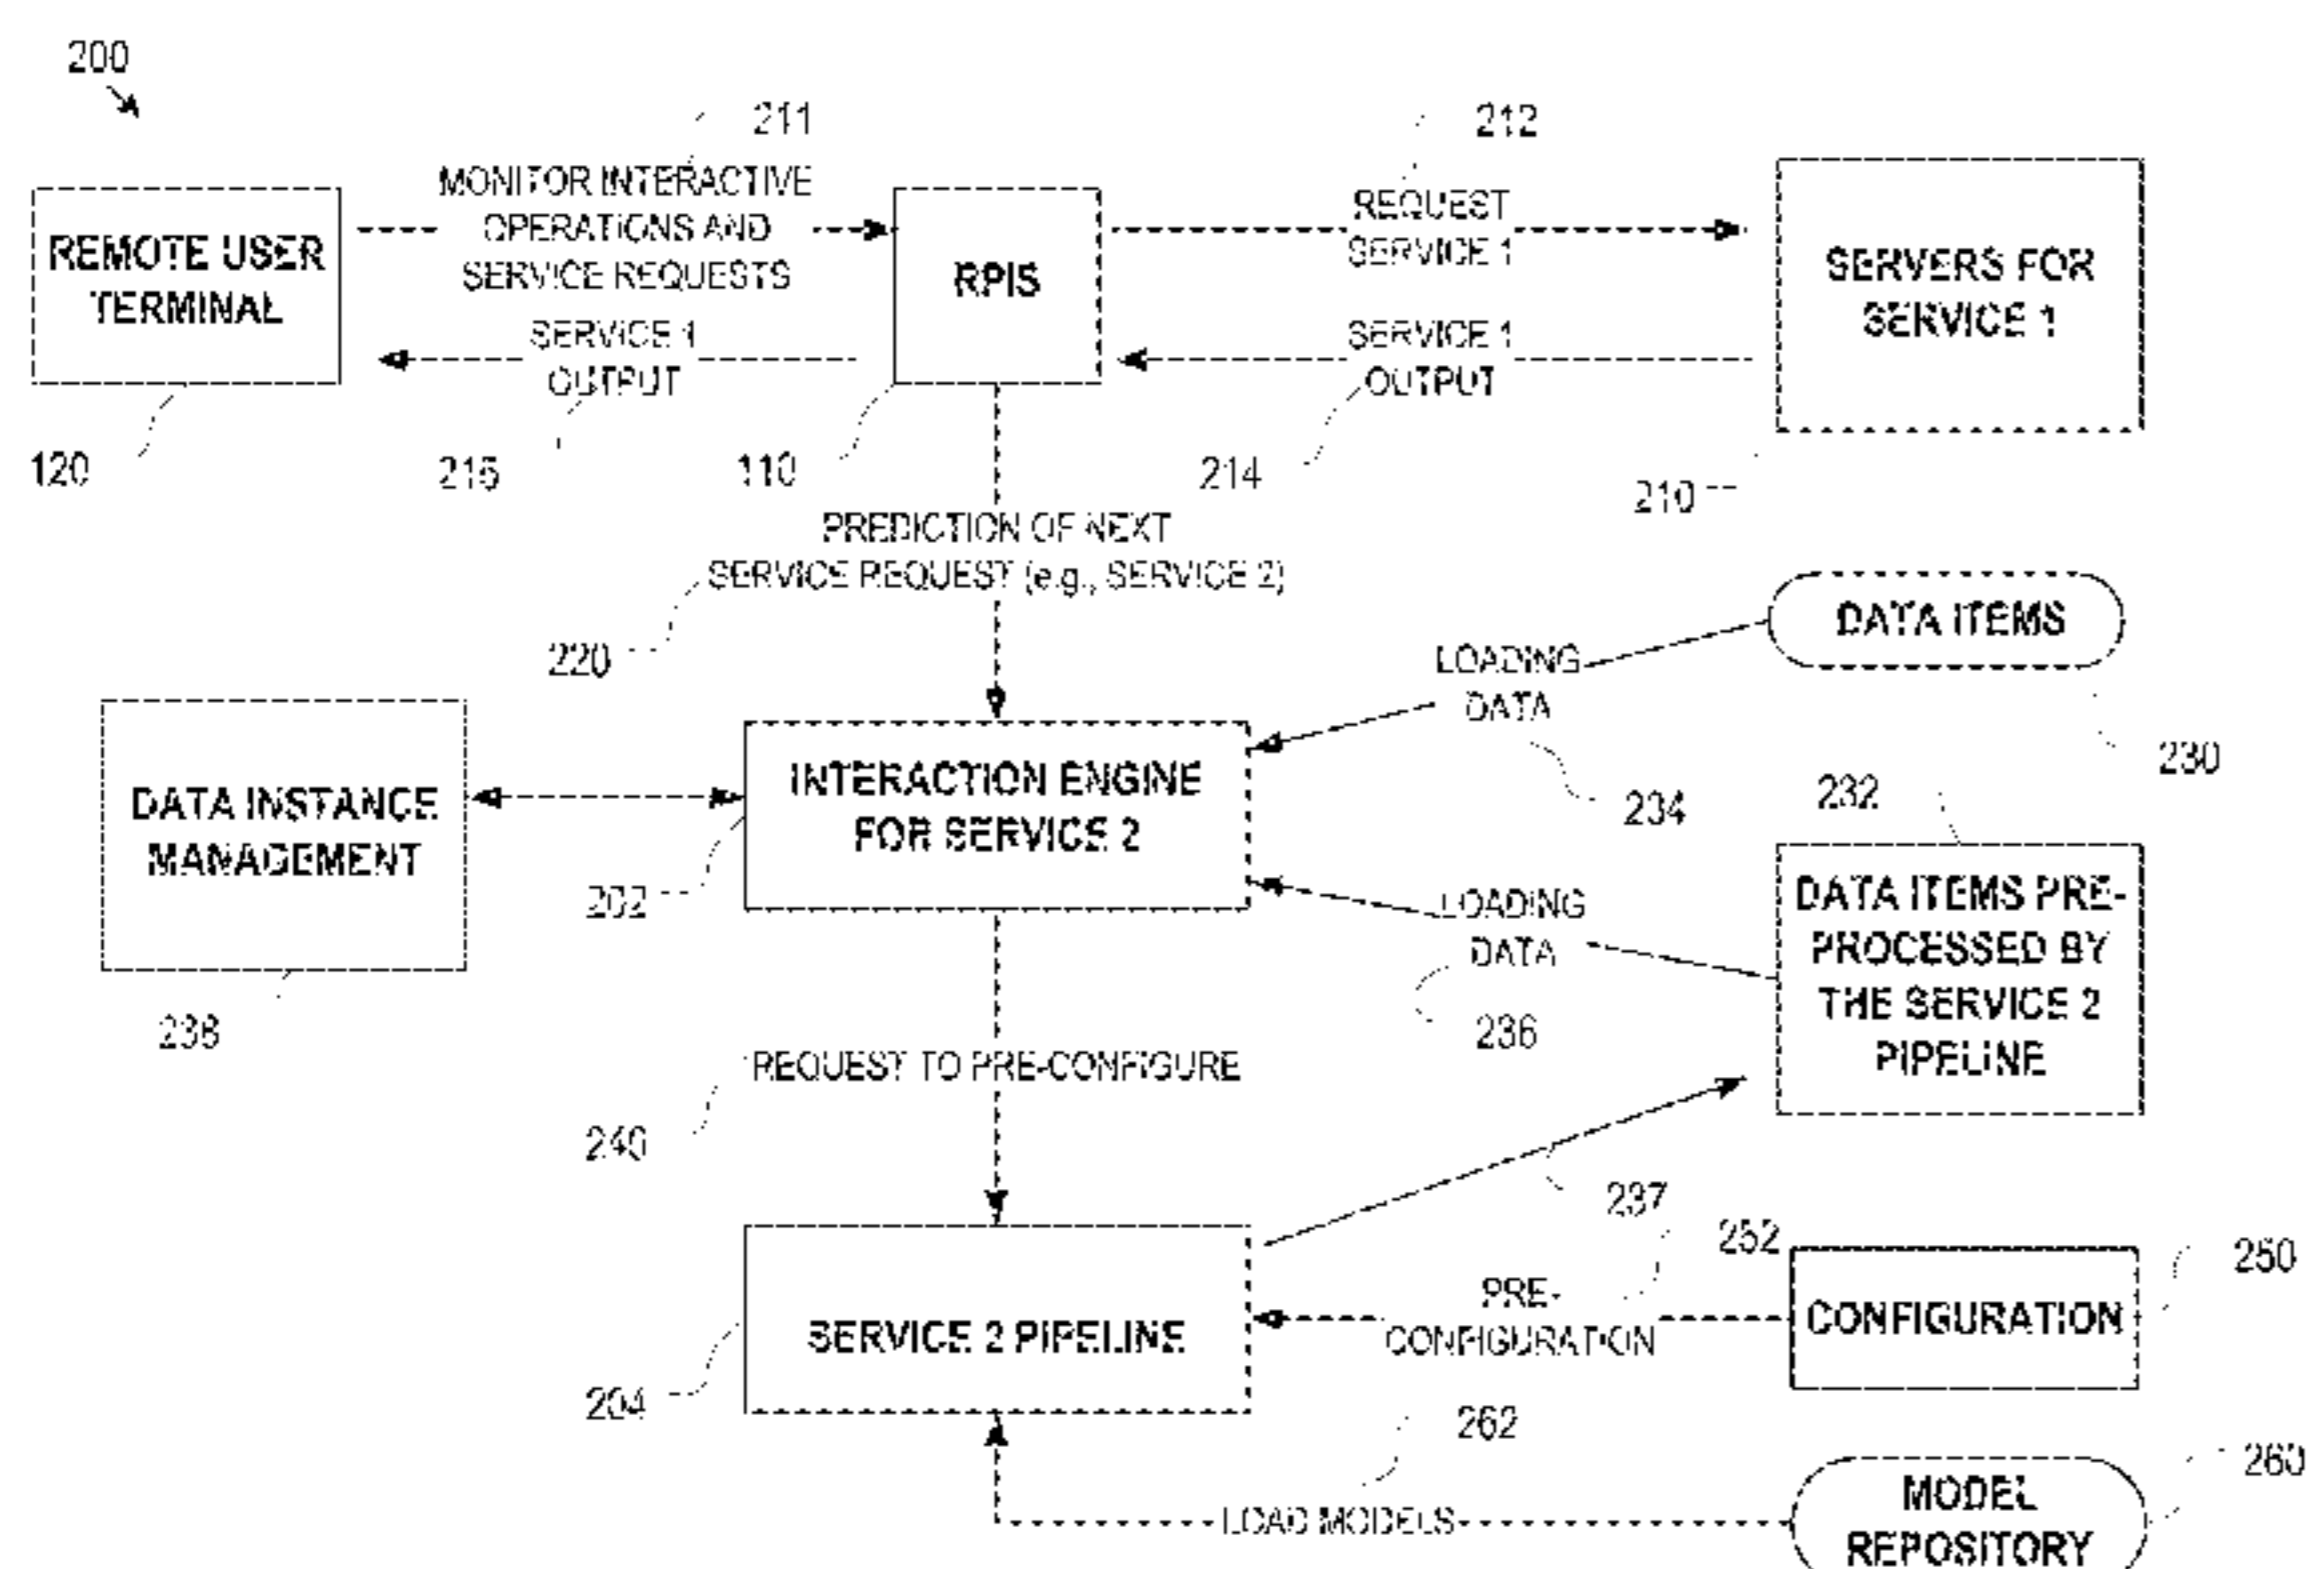 200
211
212
MONITOR INTERACTIVE
OPERATIONS AND
SERVICE REQUESTS
REQUEST
SERVICE 1
REMOTE USER
TERMINAL
RPIS
SERVERS FOR
SERVICE 1
SERVICE 1
OUTPUT
SERVICE 1
OUTPUT
120
216
110
214
210
PREDICTION OF NEXT
SERVICE REQUEST (e.g., SERVICE 2)
220
DATA ITEMS
230
LOADING
DATA
234
232
DATA INSTANCE
MANAGEMENT
238
INTERACTION ENGINE
FOR SERVICE 2
202
LOADING
DATA
236
DATA ITEMS PRE-
PROCESSED BY
THE SERVICE 2
PIPELINE
REQUEST TO PRE-CONFIGURE
240
237
252
250
SERVICE 2 PIPELINE
204
PRE-
CONFIGURATION
CONFIGURATION
262
260
LOAD MODELS
MODEL
REPOSITORY